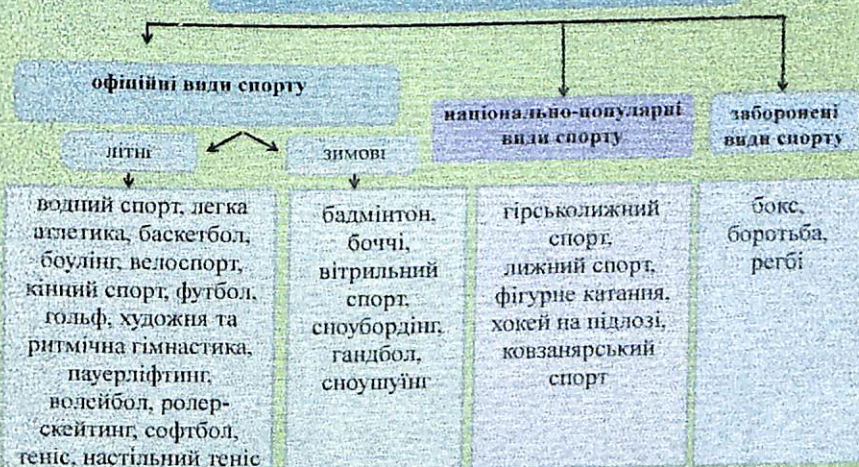 офіційні види спорту
національно-популярні
види спорту
заборонені
види спорту
літні
зимові
водний спорт, легка
атлетика, баскетбол,
боулінг, велоспорт,
кінний спорт, футбол,
гольф, художня та
ритмічна гімнастика,
пауерліфтинг,
волейбол, ролер-
скейтинг, софтбол,
теніс, настільний теніс
бадмінтон,
боччі,
вітрильний
спорт,
сноубордінг,
гандбол,
сноушуїнг
гірськолижний
спорт,
лижний спорт,
фігурне катання,
хокей на підлозі,
ковзанярський
спорт
бокс,
боротьба,
регбі